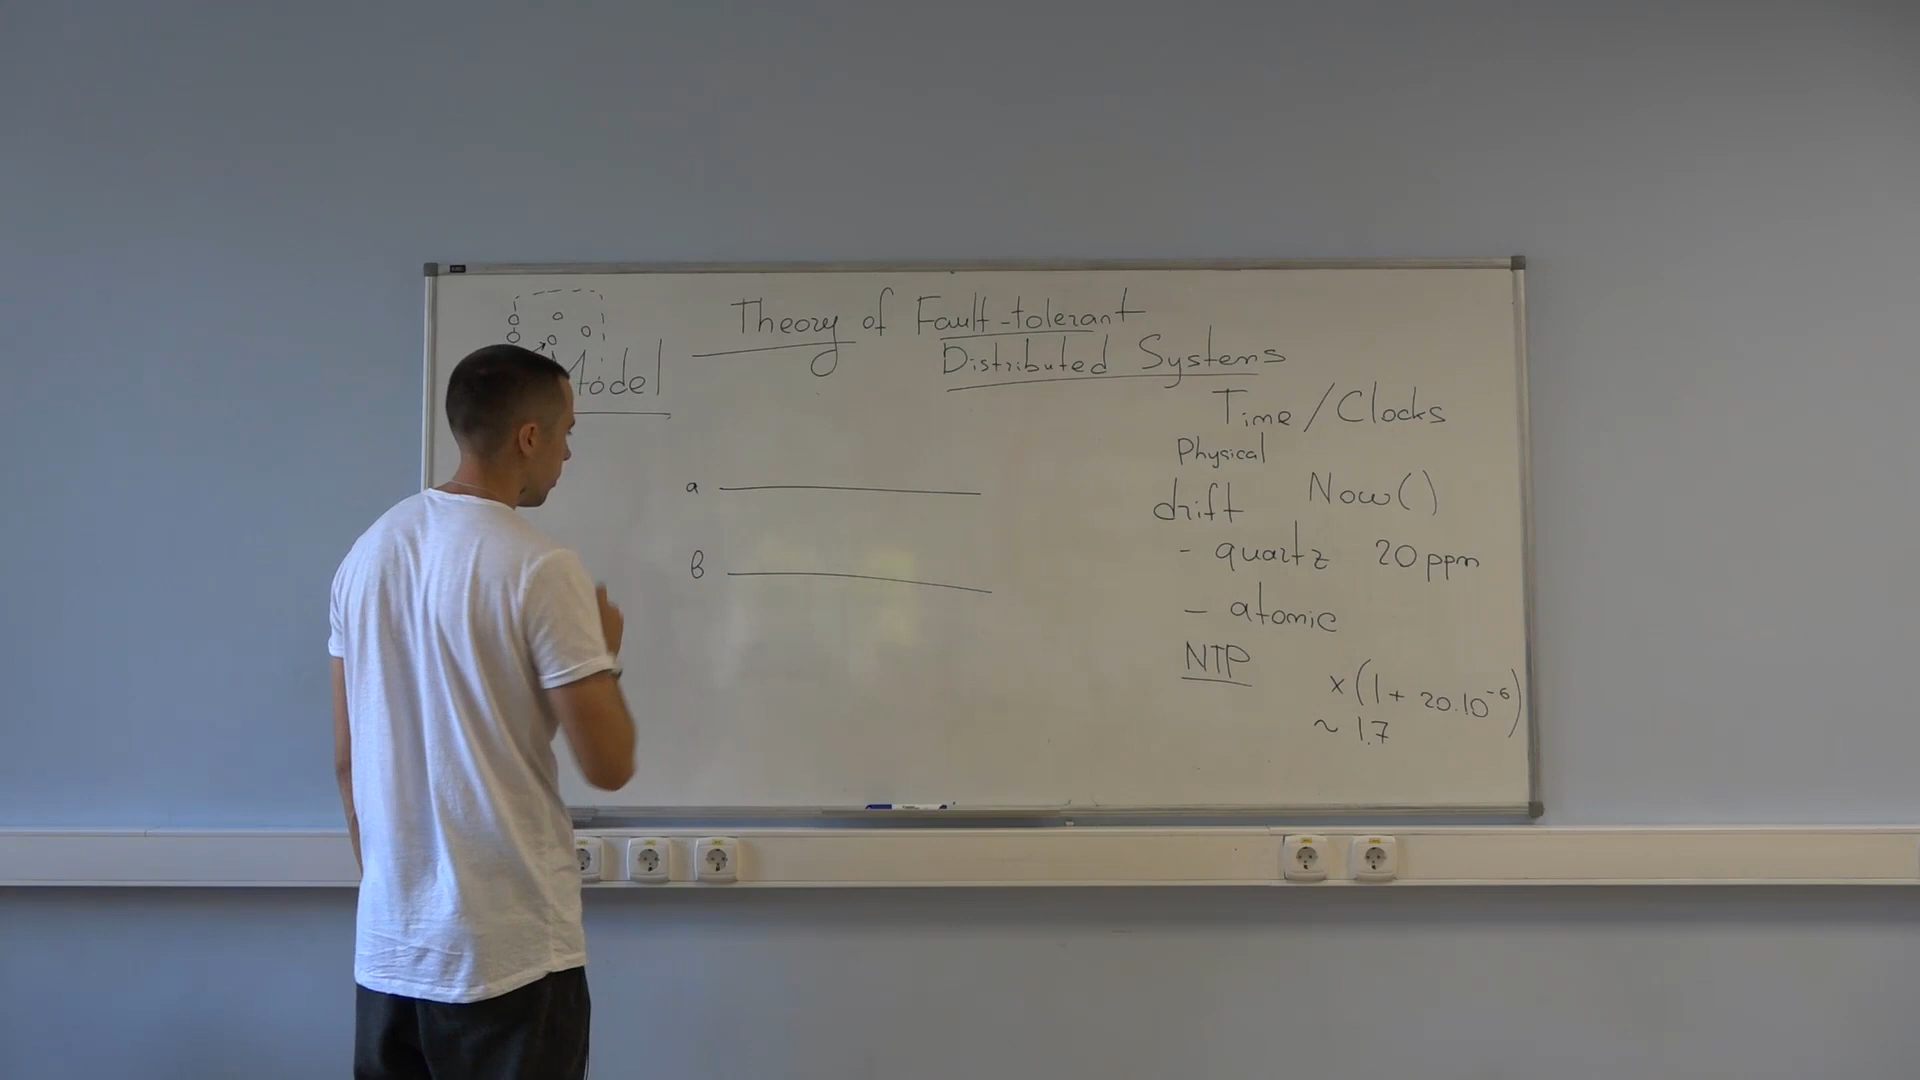 Theory of Fault-tolerant
Distributed Systems
Model
Time / Clocks
Physical
drift Now()
a
- quartz 20 ppm
b
- atomic
NTP
x(1 + 20.10⁻⁶)
~ 1.7